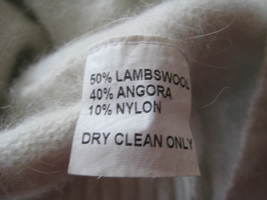 50% LAMBSWOOL
40% ANGORA
10% NYLON
DRY CLEAN ONLY